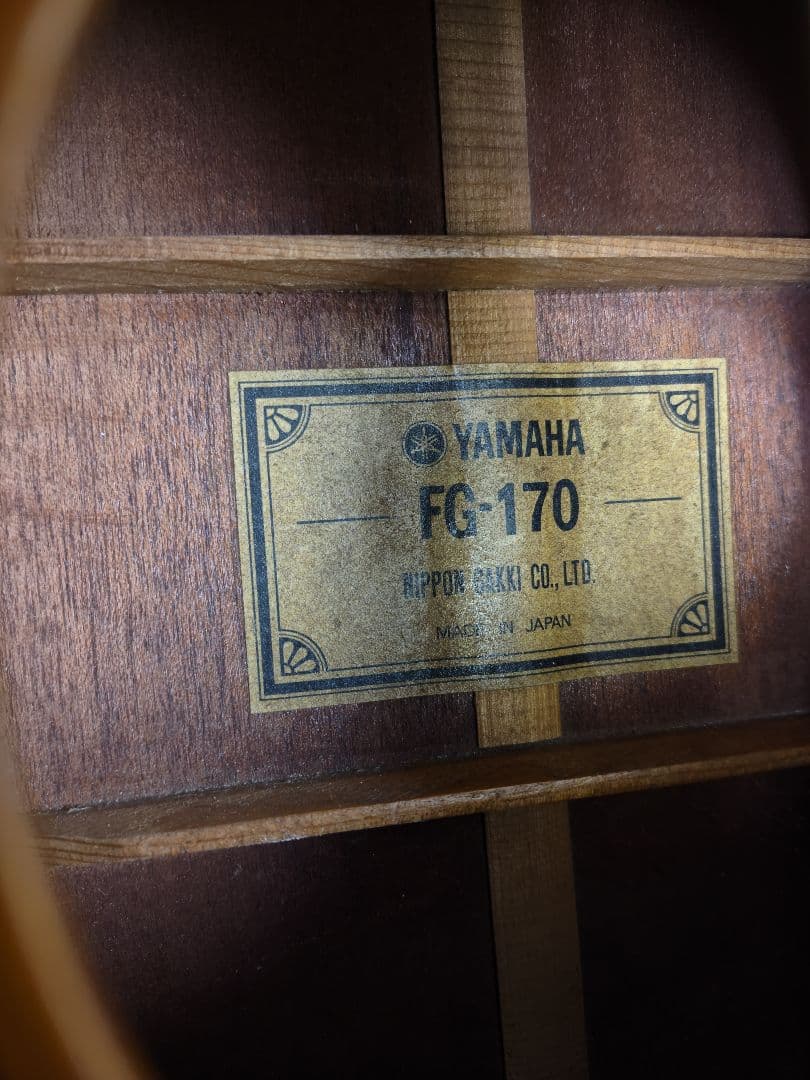 YAMAHA
FG-170
NIPPON GAKKI CO., LTD.
MADE IN JAPAN